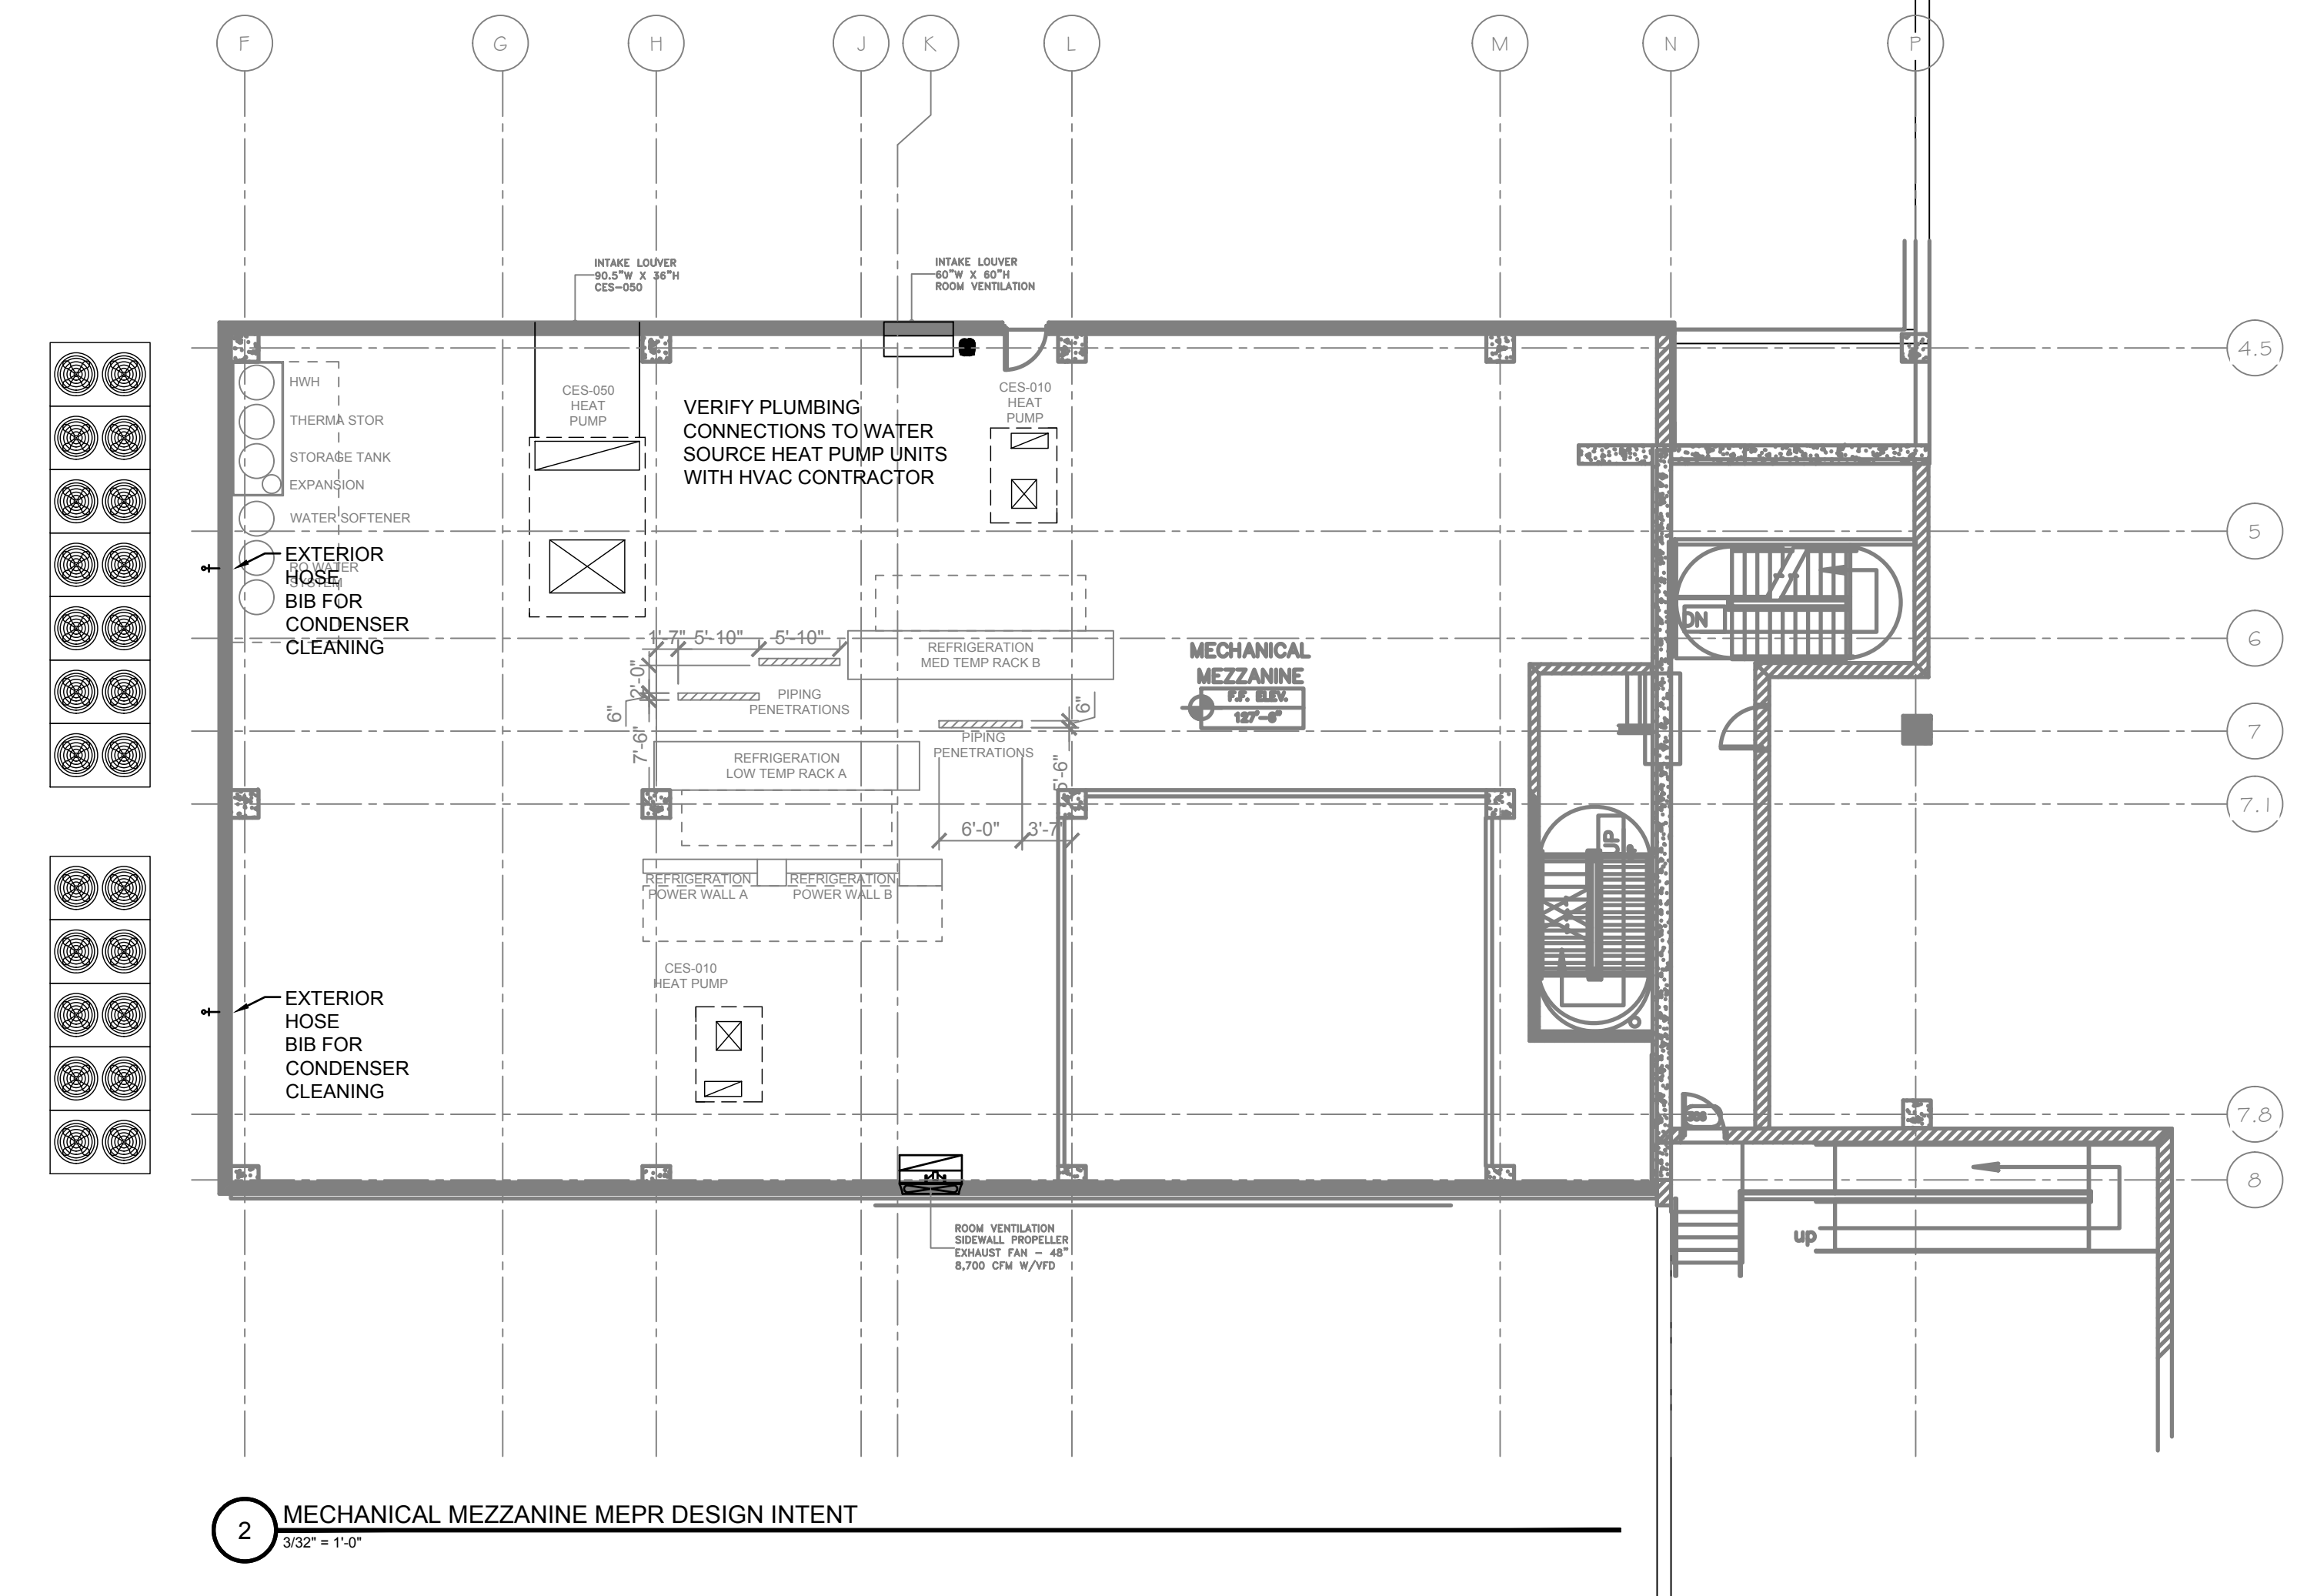 F
G
H
J
K
L
M
N
P
INTAKE LOUVER
90.5"W X 36"H
CES-050
INTAKE LOUVER
60"W X 60"H
ROOM VENTILATION
4.5
HWH
THERMA STOR
STORAGE TANK
EXPANSION
WATER SOFTENER
RO WATER
SYSTEM
CES-050
HEAT
PUMP
VERIFY PLUMBING
CONNECTIONS TO WATER
SOURCE HEAT PUMP UNITS
WITH HVAC CONTRACTOR
CES-010
HEAT
PUMP
5
EXTERIOR
HOSE
BIB FOR
CONDENSER
CLEANING
DN
6
1'-7"
5'-10"
5'-10"
2'-0"
6"
7'-6"
REFRIGERATION
MED TEMP RACK B
MECHANICAL
MEZZANINE
F.F. ELEV.
127'-6"
PIPING
PENETRATIONS
6"
PIPING
PENETRATIONS
7
REFRIGERATION
LOW TEMP RACK A
7.1
6'-0"
UP
REFRIGERATION
POWER WALL A
REFRIGERATION
POWER WALL B
CES-010
HEAT PUMP
EXTERIOR
HOSE
BIB FOR
CONDENSER
CLEANING
7.8
8
up
ROOM VENTILATION
SIDEWALL PROPELLER
EXHAUST FAN - 48"
8,700 CFM W/VFD
2
MECHANICAL MEZZANINE MEPR DESIGN INTENT
3/32" = 1'-0"